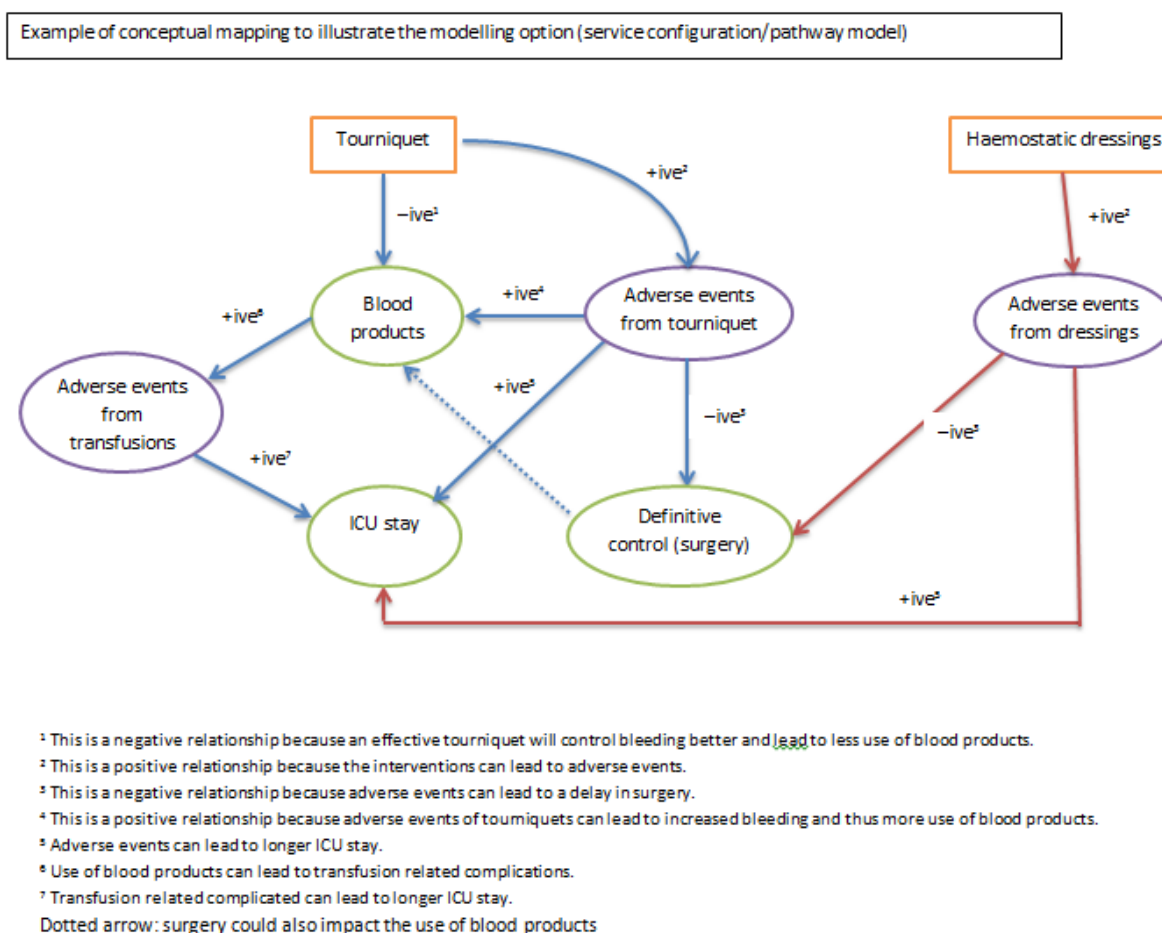 Example of conceptual mapping to illustrate the modelling option (service configuration/pathway model)
Tourniquet
Haemostatic dressings
+ive²
+ive²
–ive¹
Blood
products
+ive⁴
Adverse events
from tourniquet
Adverse events
from dressings
+ive⁶
+ive⁵
Adverse events
from
transfusions
–ive³
–ive³
+ive⁷
ICU stay
Definitive
control (surgery)
+ive⁵
¹ This is a negative relationship because an effective tourniquet will control bleeding better and lead to less use of blood products.
² This is a positive relationship because the interventions can lead to adverse events.
³ This is a negative relationship because adverse events can lead to a delay in surgery.
⁴ This is a positive relationship because adverse events of tourniquets can lead to increased bleeding and thus more use of blood products.
⁵ Adverse events can lead to longer ICU stay.
⁶ Use of blood products can lead to transfusion related complications.
⁷ Transfusion related complicated can lead to longer ICU stay.
Dotted arrow: surgery could also impact the use of blood products